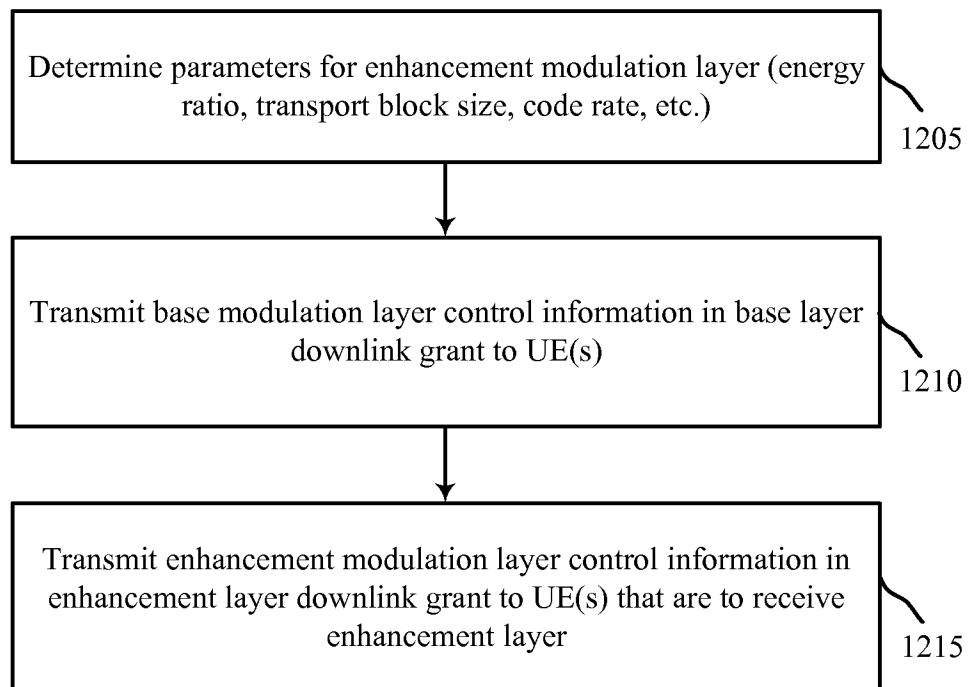 Determine parameters for enhancement modulation layer (energy
ratio, transport block size, code rate, etc.)
1205
Transmit base modulation layer control information in base layer
downlink grant to UE(s)
1210
Transmit enhancement modulation layer control information in
enhancement layer downlink grant to UE(s) that are to receive
enhancement layer
1215